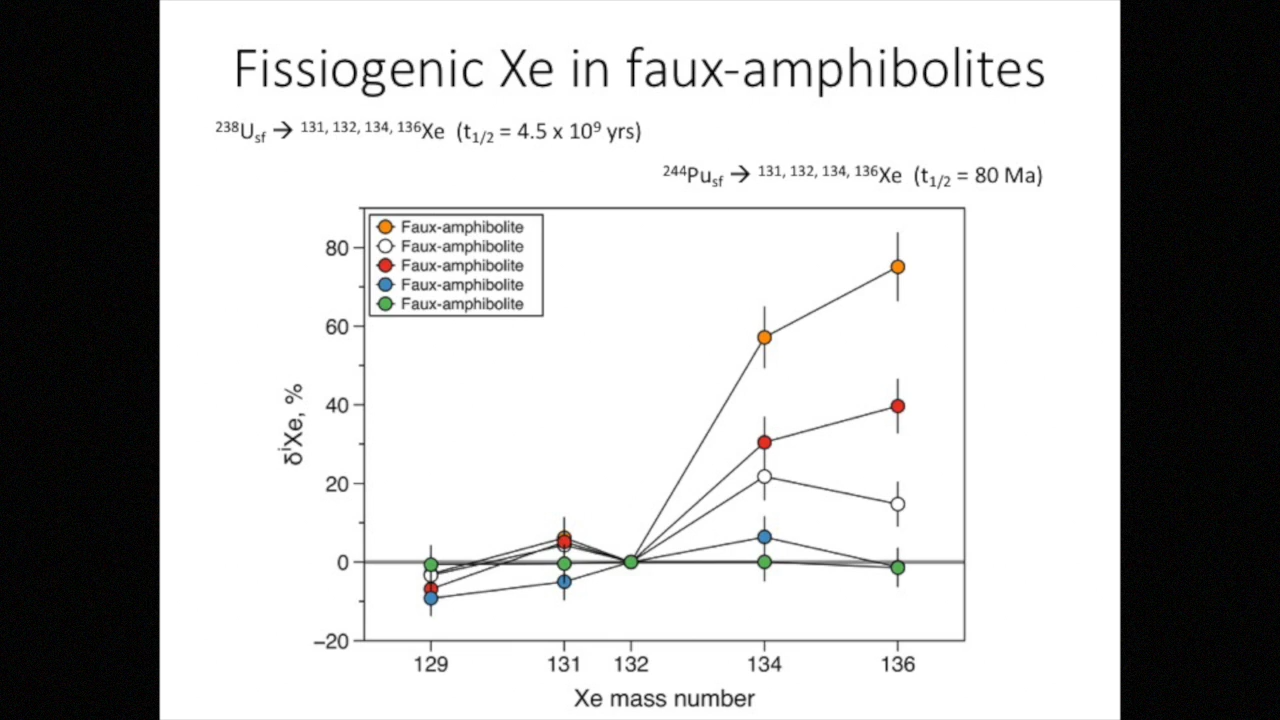 Fissiogenic Xe in faux-amphibolites
²³⁸U_sf → ¹³¹, ¹³², ¹³⁴, ¹³⁶Xe (t₁/₂ = 4.5 x 10⁹ yrs)
²⁴⁴Pu_sf → ¹³¹, ¹³², ¹³⁴, ¹³⁶Xe (t₁/₂ = 80 Ma)
Faux-amphibolite
Faux-amphibolite
Faux-amphibolite
Faux-amphibolite
Faux-amphibolite
80
60
40
20
0
–20
δⁱXe, %
129 131 132 134 136
Xe mass number